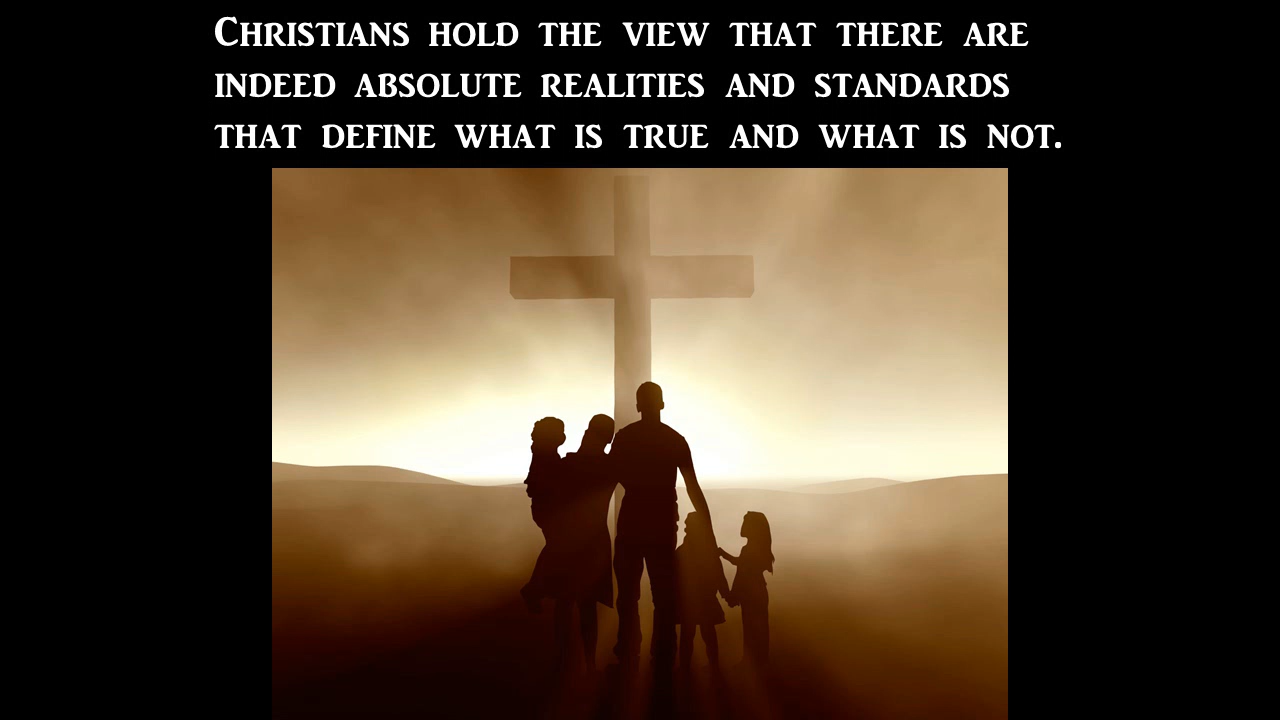 Christians hold the view that there are
indeed absolute realities and standards
that define what is true and what is not.